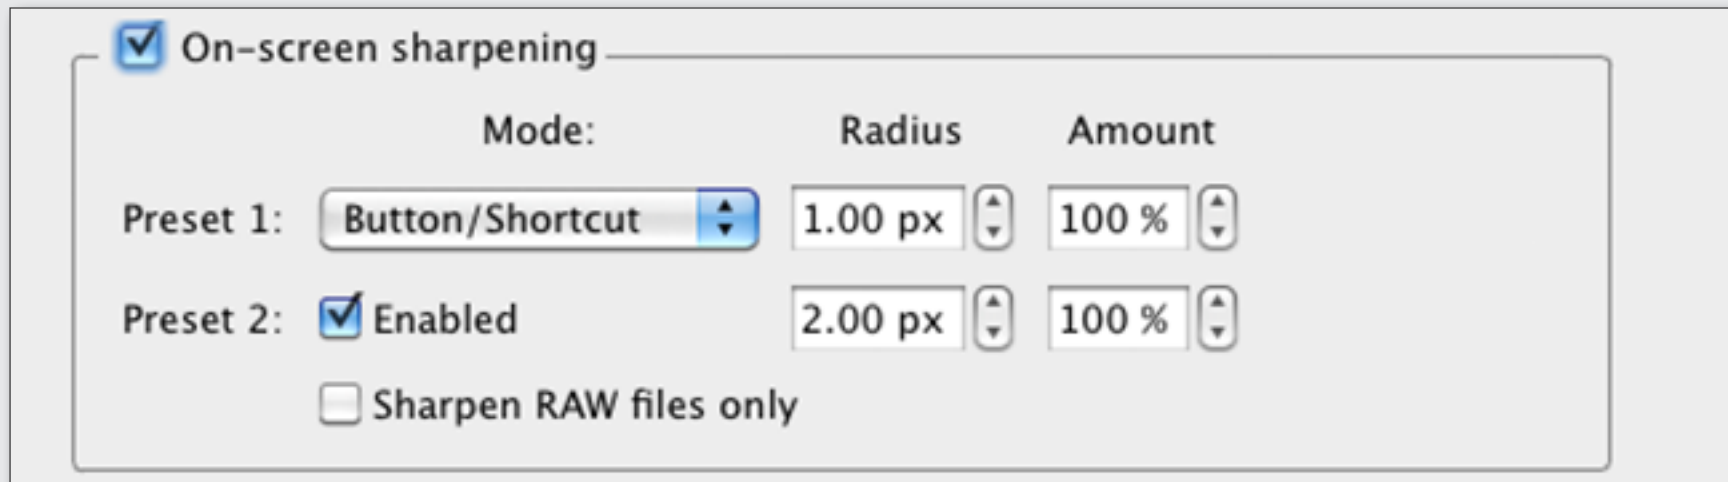 On-screen sharpening
Mode: Radius Amount
Preset 1: Button/Shortcut 1.00 px 100 %
Preset 2: Enabled 2.00 px 100 %
Sharpen RAW files only